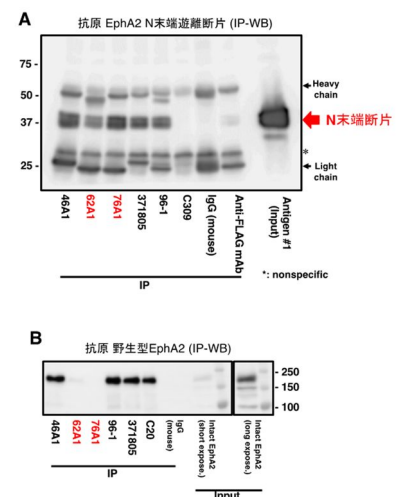 A
抗原 EphA2 N末端遊離断片 (IP-WB)
75 -
50 -
37 -
25 -
Heavy chain
N末端断片
*
Light chain
46A1
62A1
76A1
371805
96-1
C309
IgG (mouse)
Anti-FLAG mAb
Antigen #1 (Input)
IP
*: nonspecific
B
抗原 野生型EphA2 (IP-WB)
- 250
- 150
- 100
46A1
62A1
76A1
96-1
371805
C20
IgG (mouse)
Intact EphA2 (short expose.)
Intact EphA2 (long expose.)
IP
Input